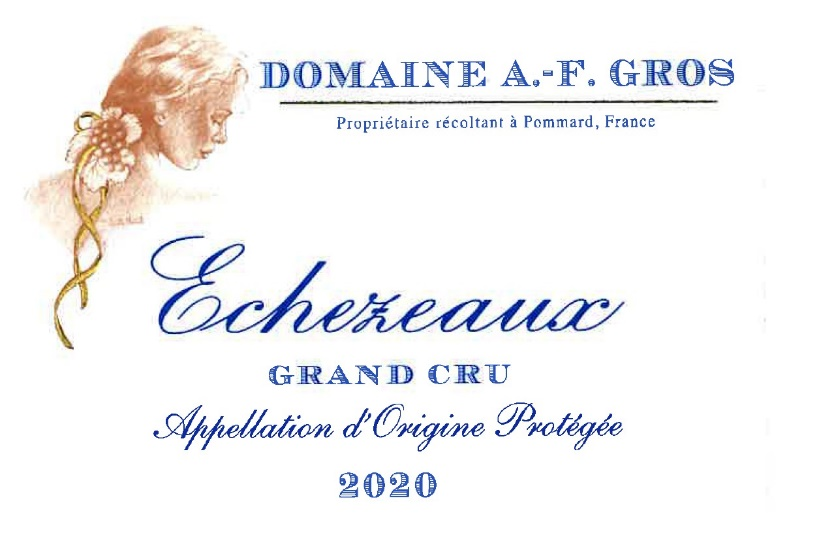 DOMAINE A.-F. GROS
Propriétaire récoltant à Pommard, France
Echezeaux
GRAND CRU
Appellation d'Origine Protégée
2020